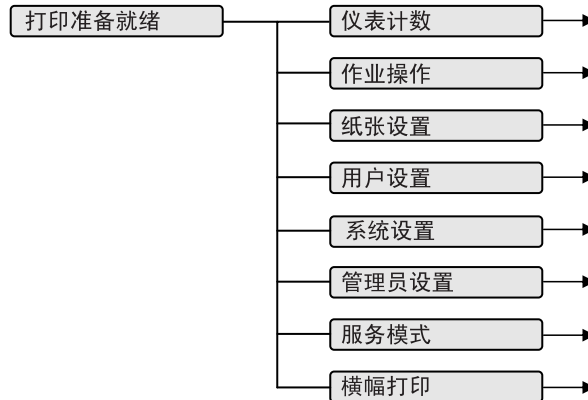 打印准备就绪
仪表计数
作业操作
纸张设置
用户设置
系统设置
管理员设置
服务模式
横幅打印